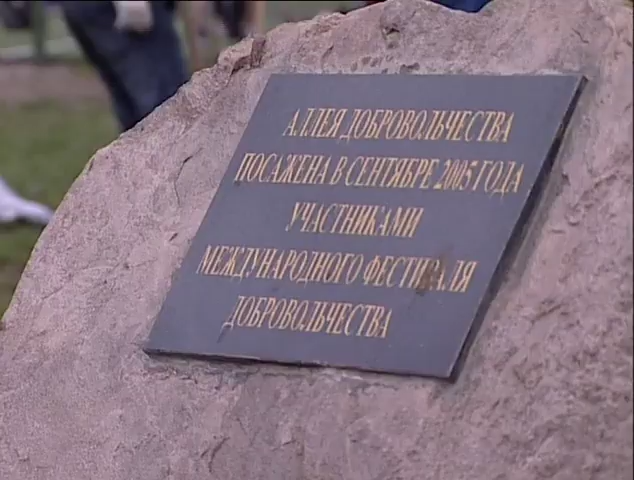 АЛЛЕЯ ДОБРОВОЛЬЧЕСТВА
ПОСАЖЕНА В СЕНТЯБРЕ 2005 ГОДА
УЧАСТНИКАМИ
МЕЖДУНАРОДНОГО ФЕСТИВАЛЯ
ДОБРОВОЛЬЧЕСТВА